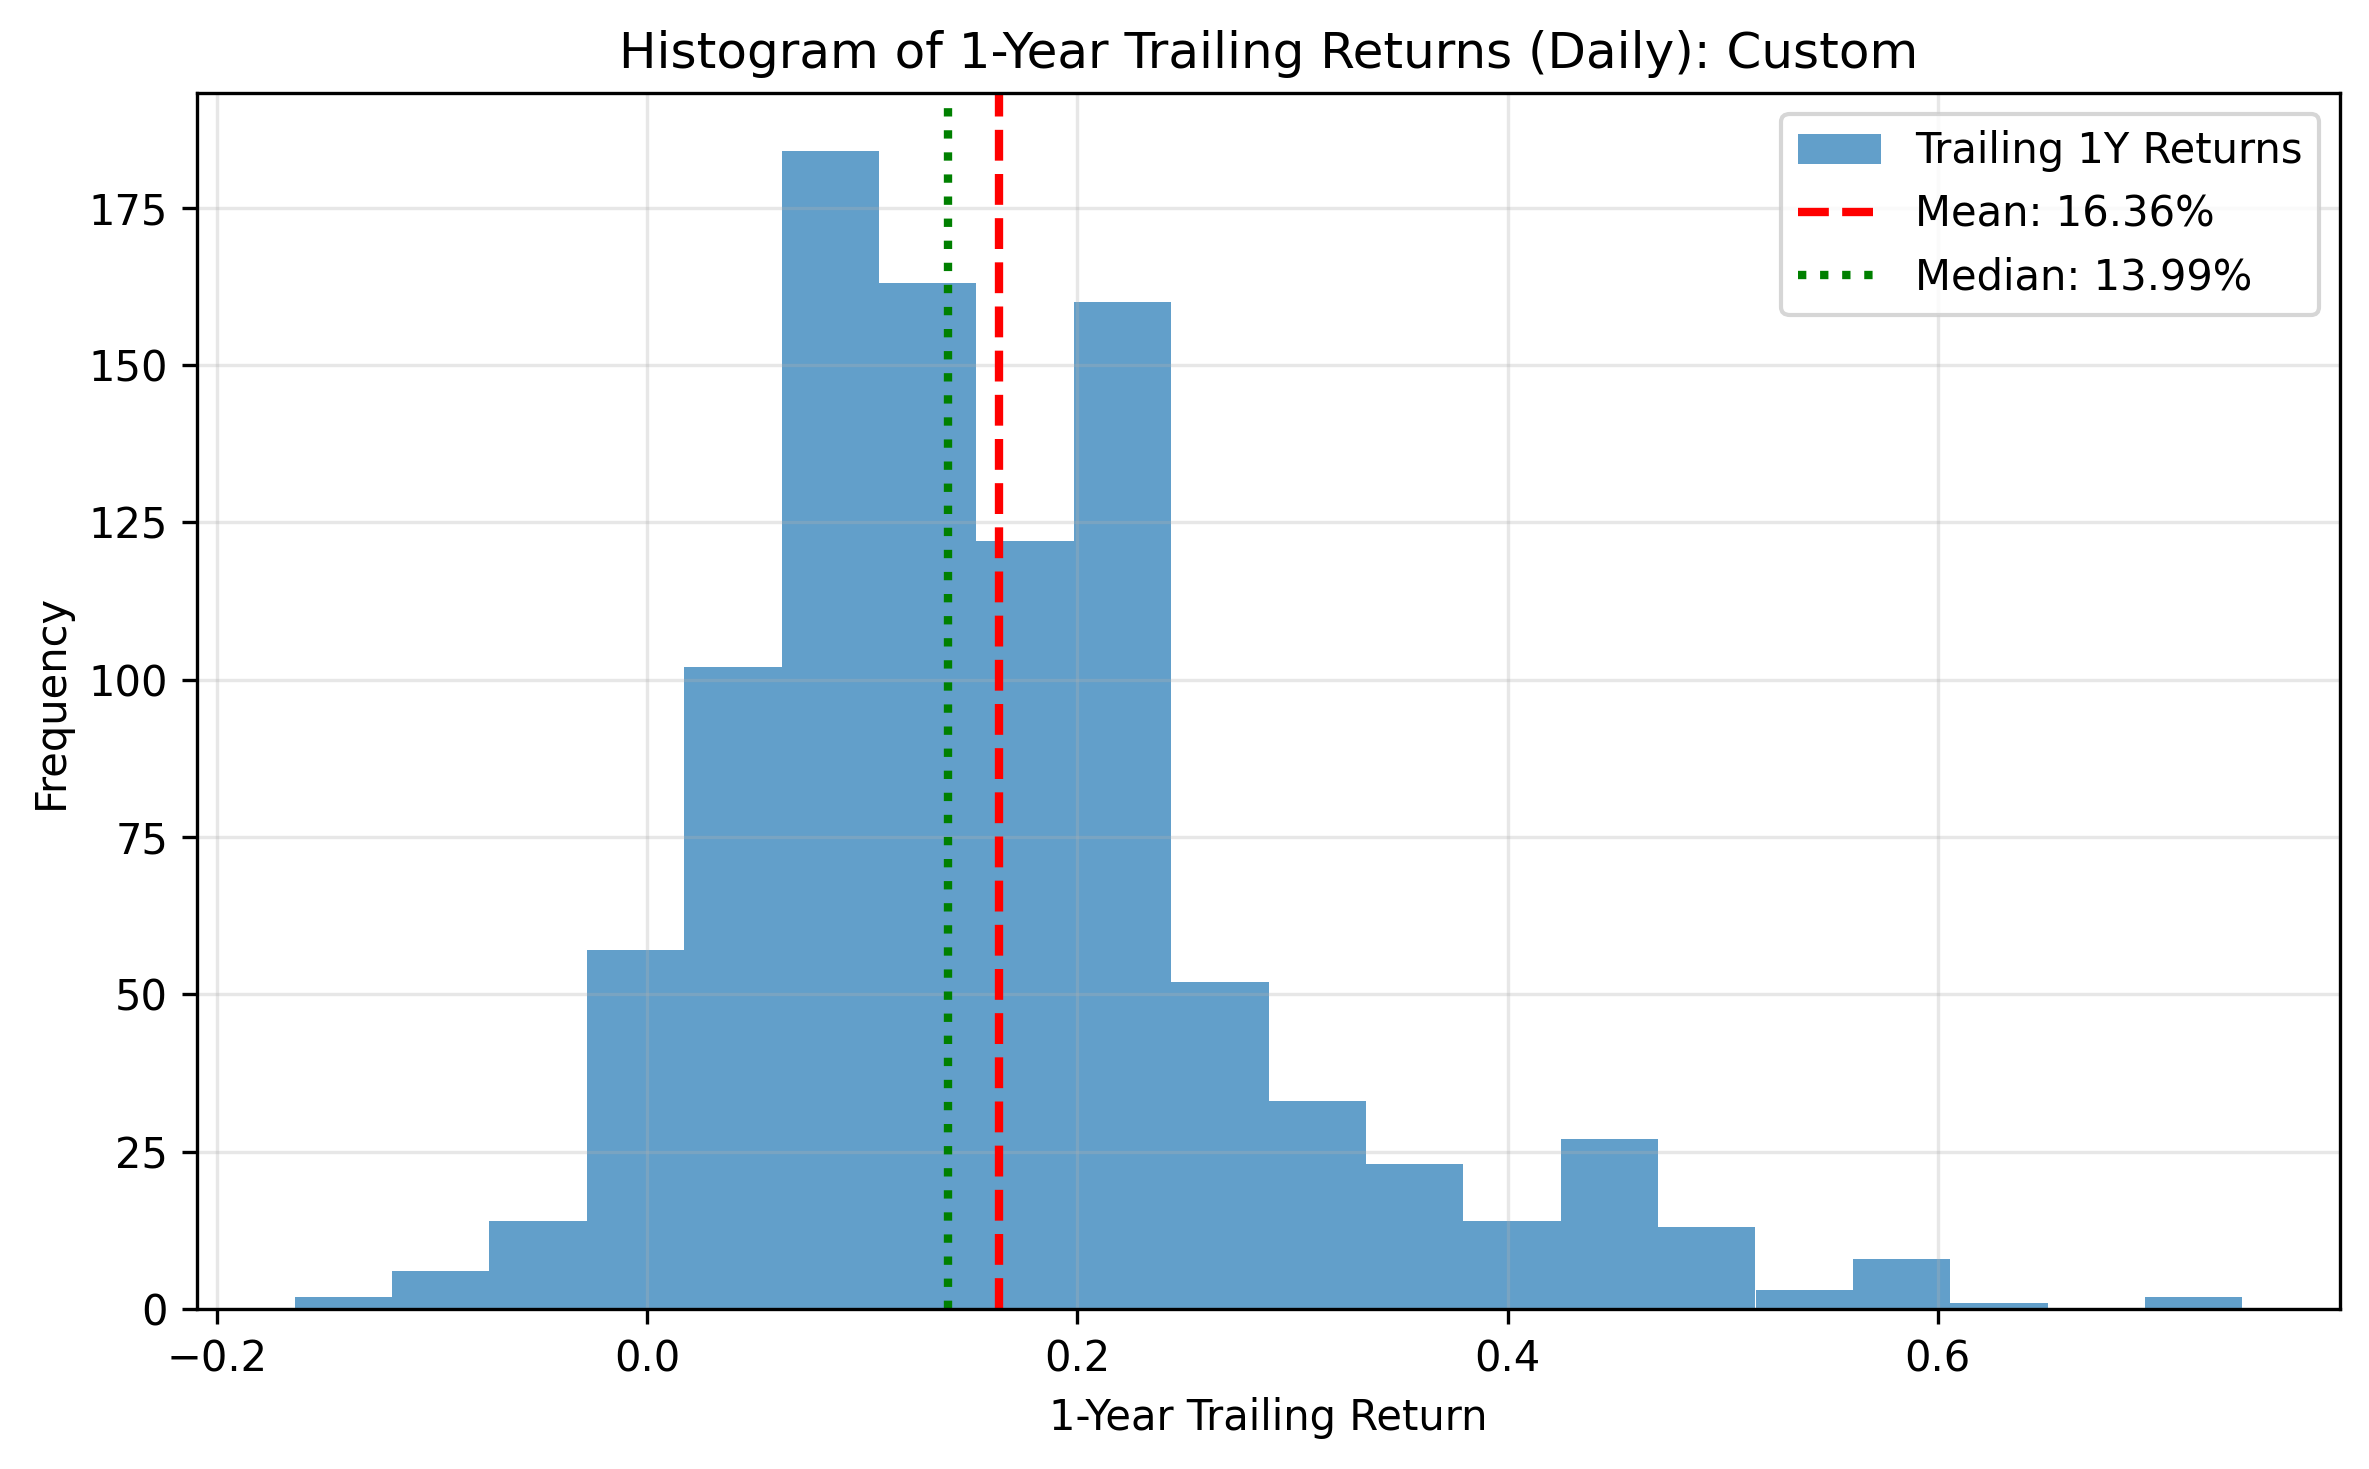 Histogram of 1-Year Trailing Returns (Daily): Custom
Trailing 1Y Returns
Mean: 16.36%
Median: 13.99%
Frequency
175
150
125
100
75
50
25
0
−0.2
0.0
0.2
0.4
0.6
1-Year Trailing Return